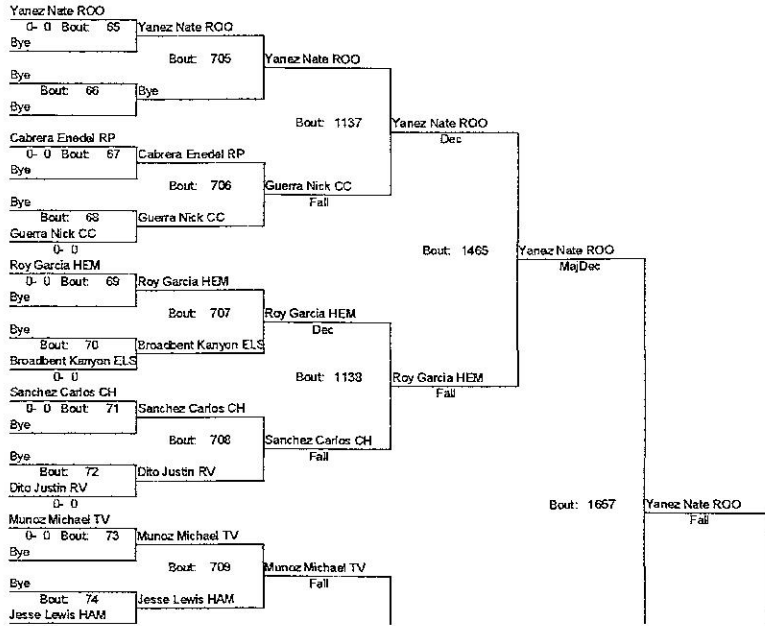 Yanez Nate ROO
0- 0 Bout: 65
Yanez Nate ROO
Bye
Bout: 705
Yanez Nate ROO
Bye
Bout: 66
Bye
Bye
Bout: 1137
Yanez Nate ROO
Dec
Cabrera Enedel RP
0- 0 Bout: 67
Cabrera Enedel RP
Bye
Bout: 706
Guerra Nick CC
Fall
Bye
Bout: 68
Guerra Nick CC
Guerra Nick CC
0- 0
Bout: 1465
Yanez Nate ROO
MajDec
Roy Garcia HEM
0- 0 Bout: 69
Roy Garcia HEM
Bye
Bout: 707
Roy Garcia HEM
Dec
Bye
Bout: 70
Broadbent Kanyon ELS
Broadbent Kanyon ELS
0- 0
Bout: 1138
Roy Garcia HEM
Fall
Sanchez Carlos CH
0- 0 Bout: 71
Sanchez Carlos CH
Bye
Bout: 708
Sanchez Carlos CH
Fall
Bye
Bout: 72
Dito Justin RV
Dito Justin RV
0- 0
Bout: 1657
Yanez Nate ROO
Fall
Munoz Michael TV
0- 0 Bout: 73
Munoz Michael TV
Bye
Bout: 709
Munoz Michael TV
Fall
Bye
Bout: 74
Jesse Lewis HAM
Jesse Lewis HAM